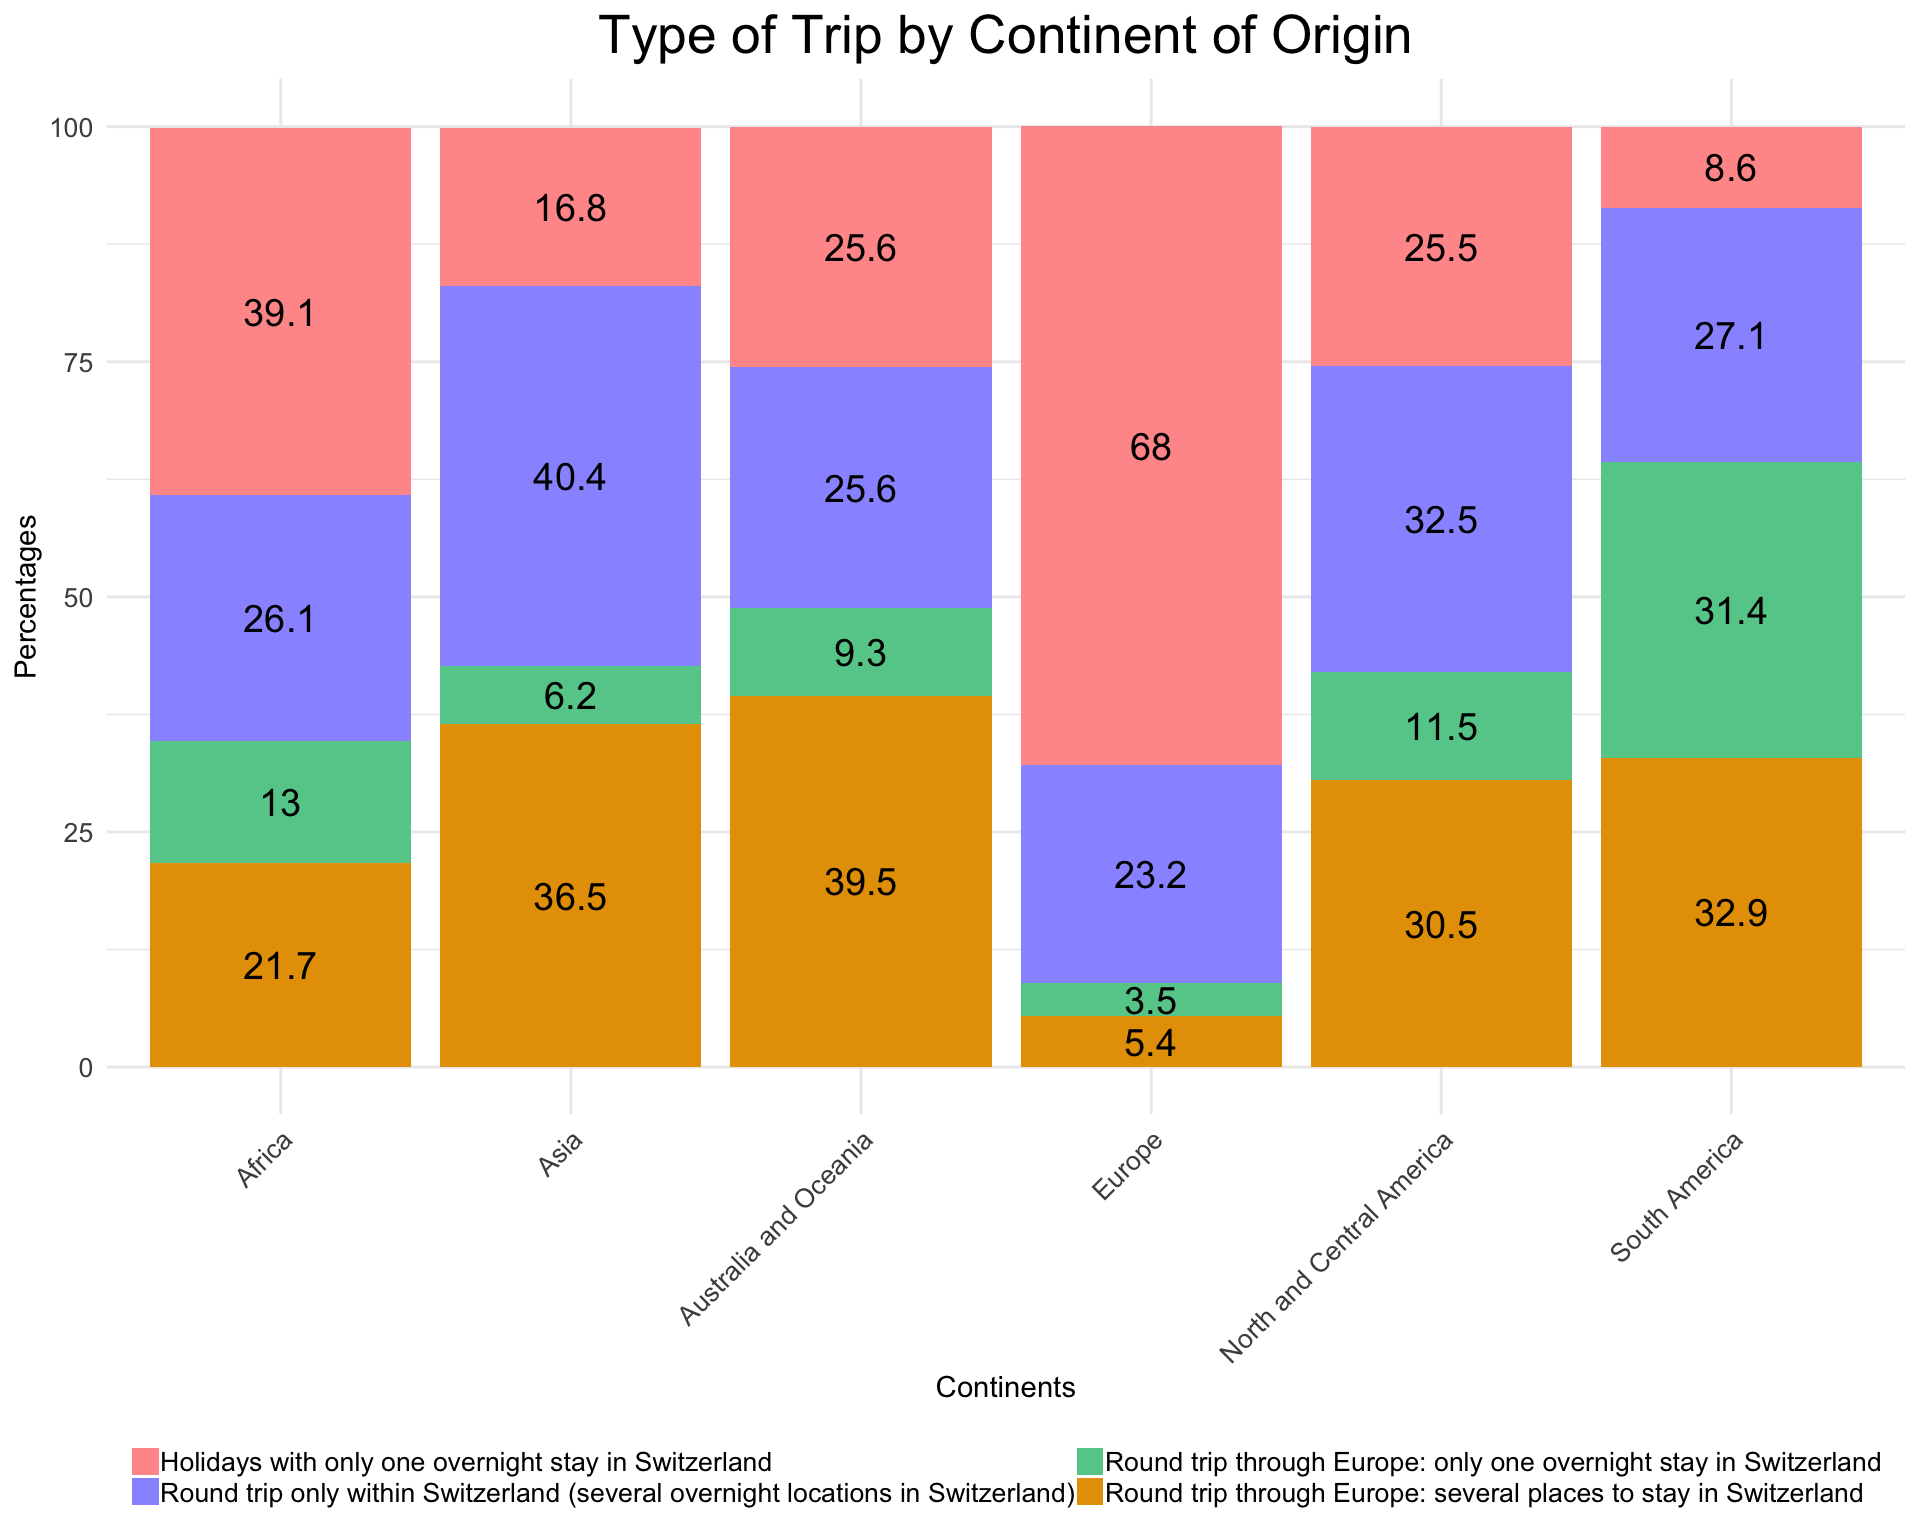 Type of Trip by Continent of Origin
100
75
50
25
0
Percentages
39.1
26.1
13
21.7
16.8
40.4
6.2
36.5
25.6
25.6
9.3
39.5
68
23.2
3.5
5.4
25.5
32.5
11.5
30.5
8.6
27.1
31.4
32.9
Africa
Asia
Australia and Oceania
Europe
North and Central America
South America
Continents
Holidays with only one overnight stay in Switzerland
Round trip only within Switzerland (several overnight locations in Switzerland)
Round trip through Europe: only one overnight stay in Switzerland
Round trip through Europe: several places to stay in Switzerland